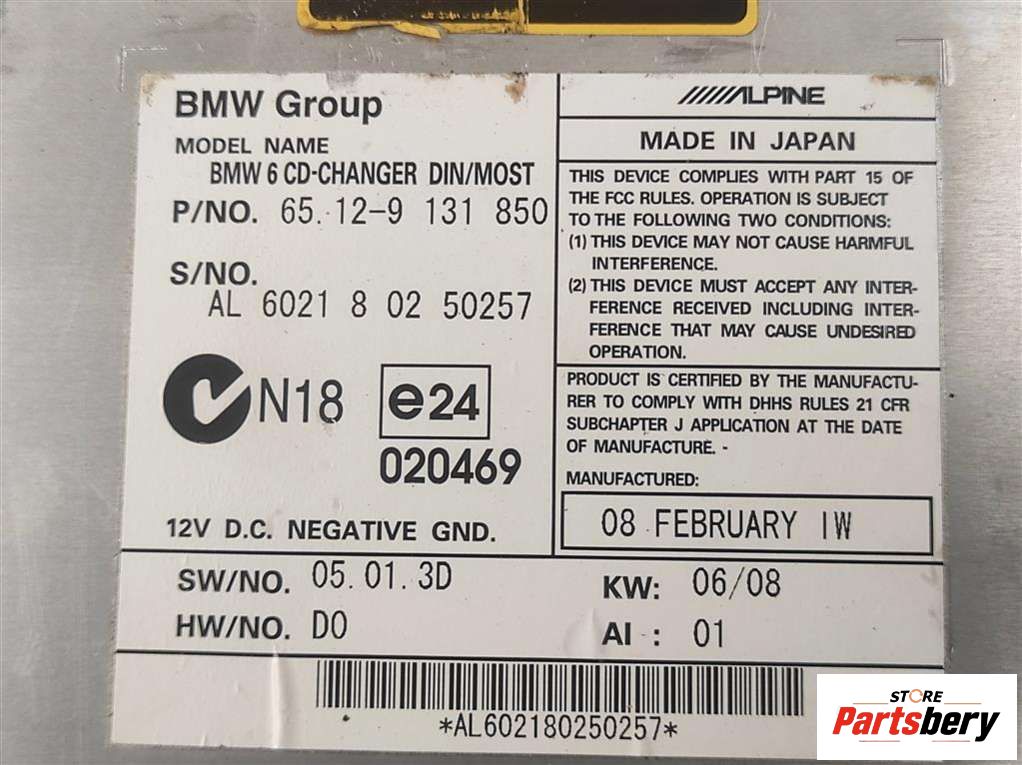 BMW Group
MODEL NAME
BMW 6 CD-CHANGER DIN/MOST
P/NO. 65.12-9 131 850
S/NO.
AL 6021 8 02 50257
N18
e24
020469
12V D.C. NEGATIVE GND.
ALPINE
MADE IN JAPAN
THIS DEVICE COMPLIES WITH PART 15 OF
THE FCC RULES. OPERATION IS SUBJECT
TO THE FOLLOWING TWO CONDITIONS:
(1) THIS DEVICE MAY NOT CAUSE HARMFUL
INTERFERENCE.
(2) THIS DEVICE MUST ACCEPT ANY INTER-
FERENCE RECEIVED INCLUDING INTER-
FERENCE THAT MAY CAUSE UNDESIRED
OPERATION.
PRODUCT IS CERTIFIED BY THE MANUFACTU-
RER TO COMPLY WITH DHHS RULES 21 CFR
SUBCHAPTER J APPLICATION AT THE DATE
OF MANUFACTURE. -
MANUFACTURED:
08 FEBRUARY 1W
SW/NO. 05.01.3D
KW: 06/08
HW/NO. D0
AI : 01
*AL602180250257*
STORE
Partsbery